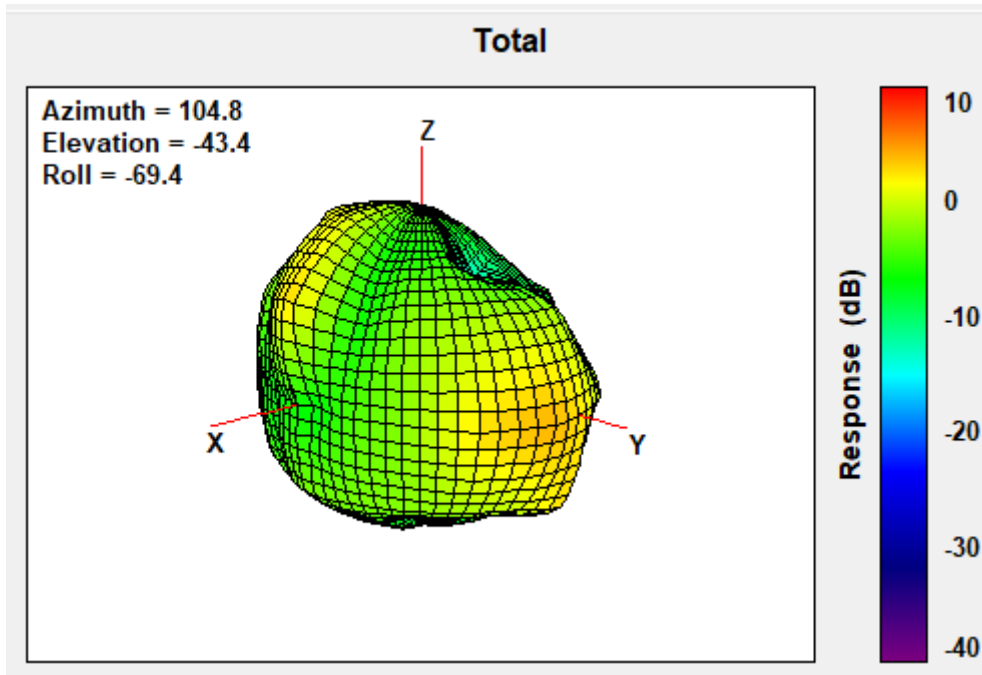 Total
Azimuth = 104.8
Elevation = -43.4
Roll = -69.4
Z
X
Y
10
0
-10
-20
-30
-40
Response (dB)